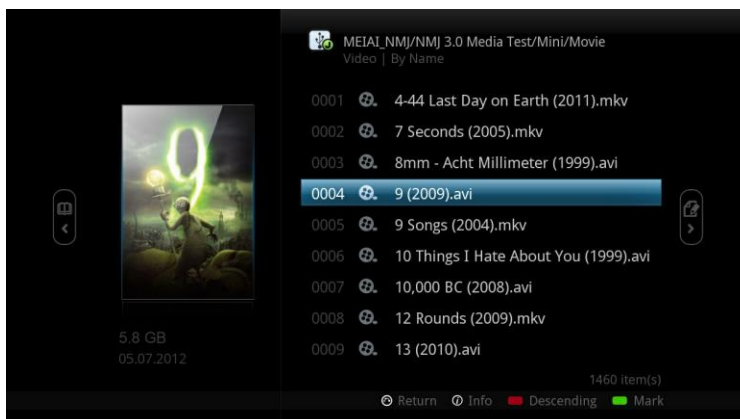 MEIAI_NMJ/NMJ 3.0 Media Test/Mini/Movie
Video | By Name
0001 4-44 Last Day on Earth (2011).mkv
0002 7 Seconds (2005).mkv
0003 8mm - Acht Millimeter (1999).avi
0004 9 (2009).avi
0005 9 Songs (2004).mkv
0006 10 Things I Hate About You (1999).avi
0007 10,000 BC (2008).avi
0008 12 Rounds (2009).mkv
0009 13 (2010).avi
9
5.8 GB
05.07.2012
1460 item(s)
Return Info Descending Mark